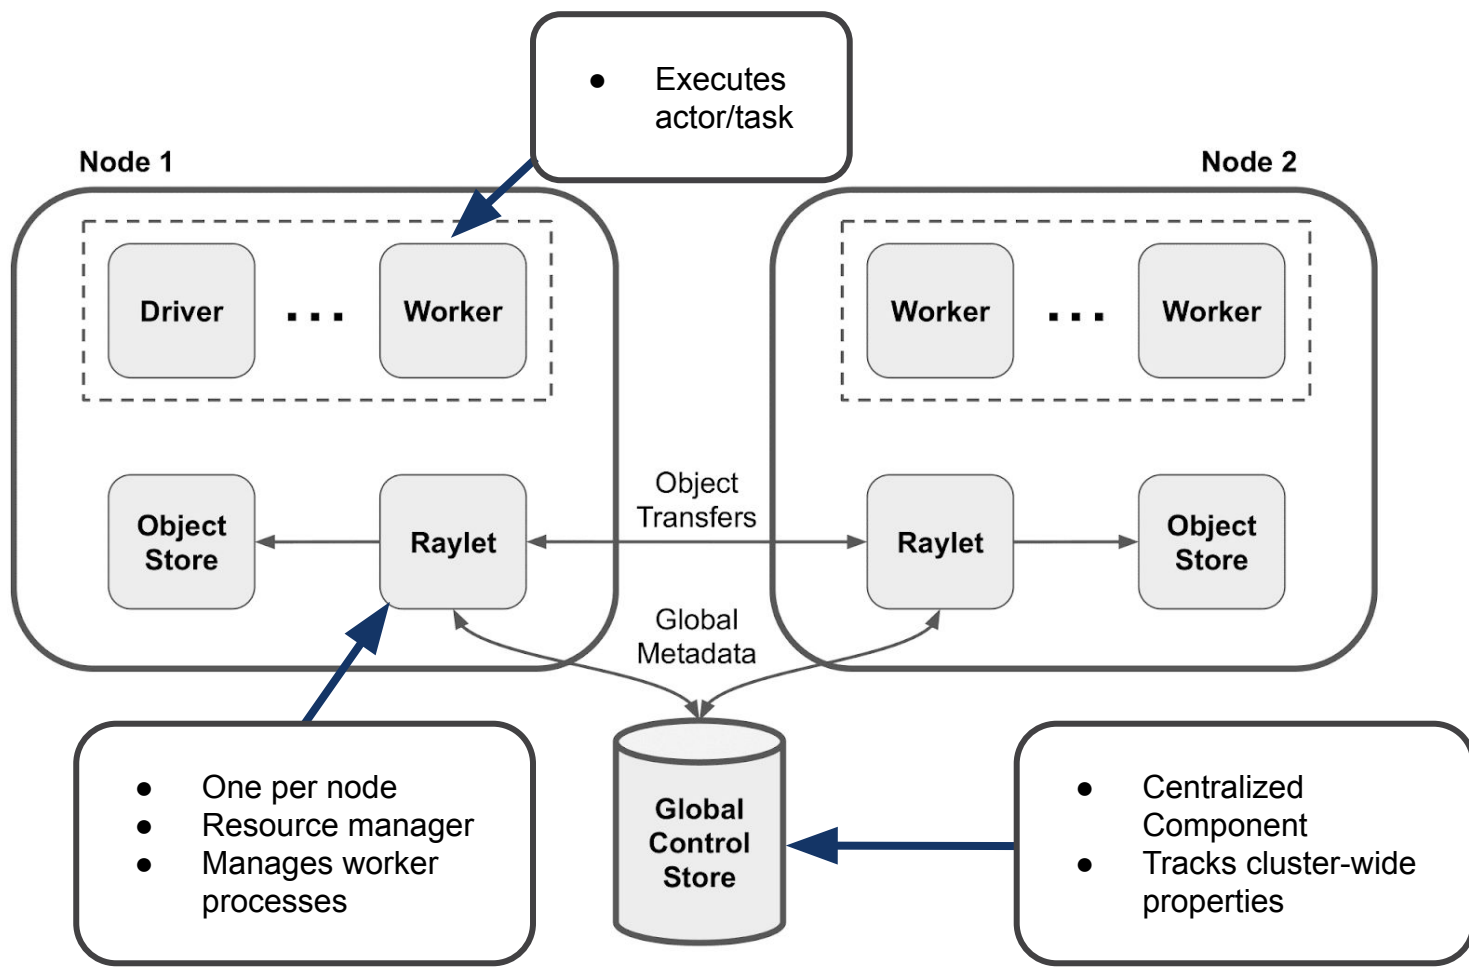 ● Executes
actor/task
Node 1
Node 2
Driver
...
Worker
Worker
...
Worker
Object
Transfers
Object
Store
Raylet
Raylet
Object
Store
Global
Metadata
● One per node
● Resource manager
● Manages worker
processes
Global
Control
Store
● Centralized
Component
● Tracks cluster-wide
properties